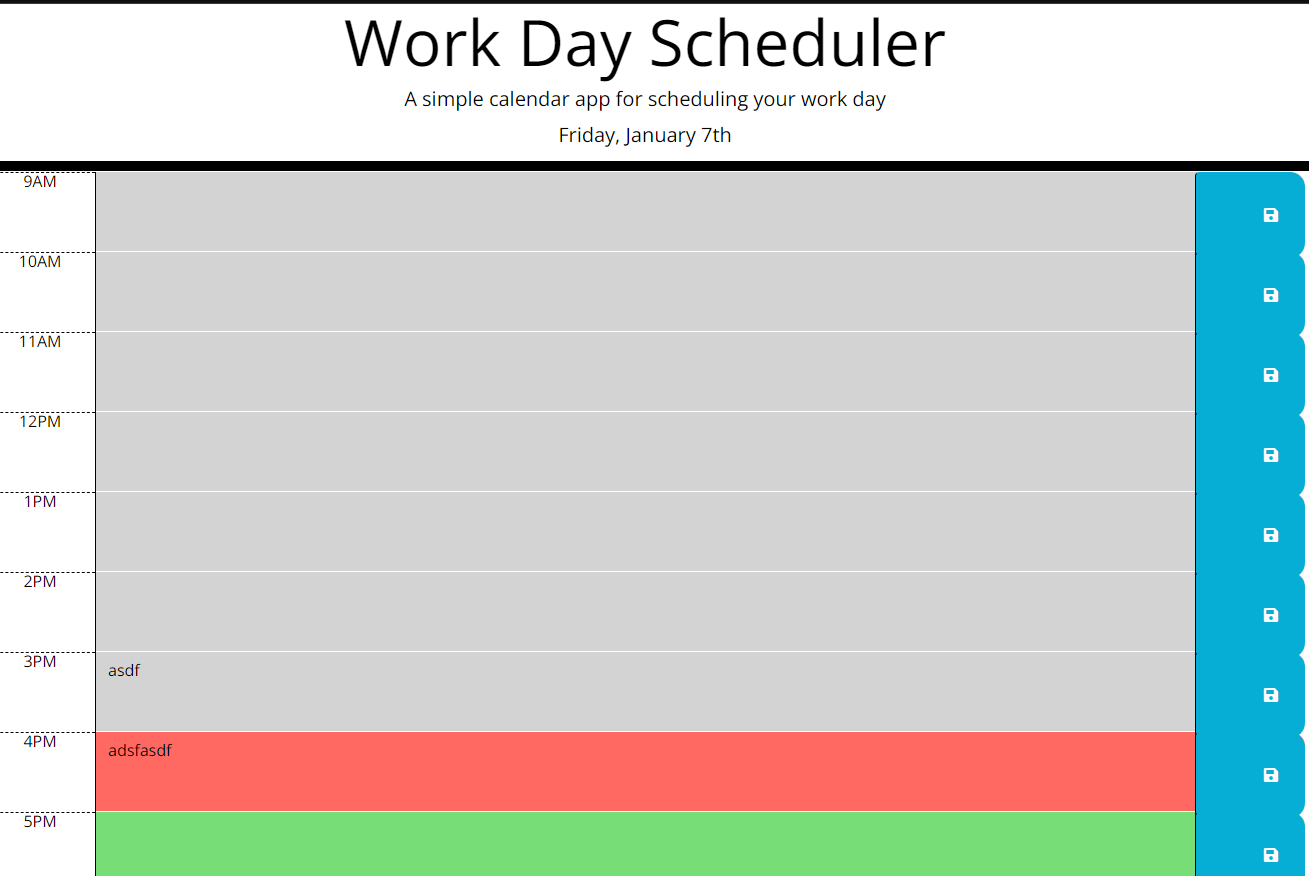 Work Day Scheduler
A simple calendar app for scheduling your work day
Friday, January 7th
9AM
10AM
11AM
12PM
1PM
2PM
3PM
asdf
4PM
adsfasdf
5PM